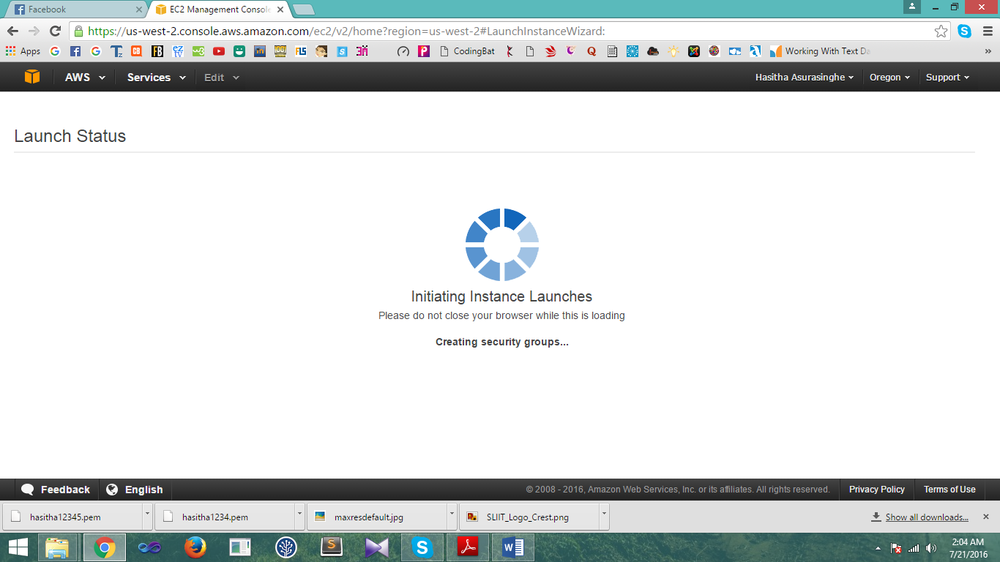 Facebook
EC2 Management Console
https://us-west-2.console.aws.amazon.com/ec2/v2/home?region=us-west-2#LaunchInstanceWizard:
Apps
CodingBat
Working With Text Da
AWS
Services
Edit
Hasitha Asurasinghe
Oregon
Support
Launch Status
Initiating Instance Launches
Please do not close your browser while this is loading
Creating security groups...
Feedback
English
© 2008 - 2016, Amazon Web Services, Inc. or its affiliates. All rights reserved.
Privacy Policy
Terms of Use
hasitha12345.pem
hasitha1234.pem
maxresdefault.jpg
SLIIT_Logo_Crest.png
Show all downloads...
2:04 AM
7/21/2016